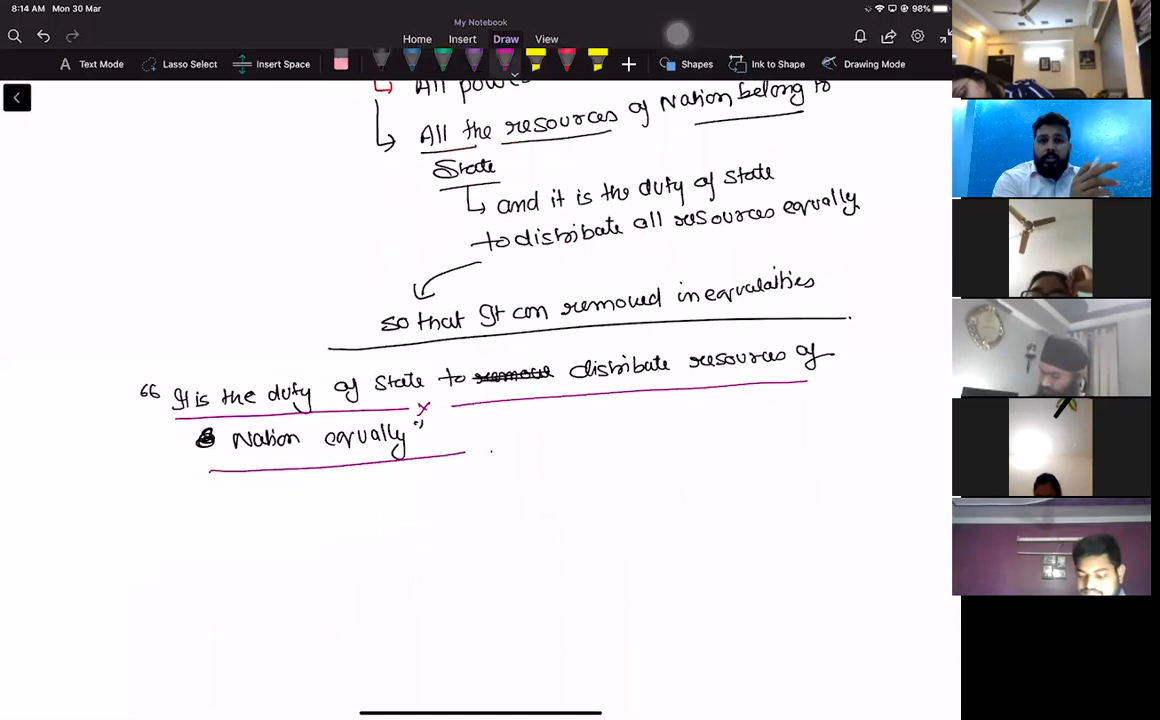 8:14 AM Mon 30 Mar
98%
My Notebook
Home Insert Draw View
Text Mode Lasso Select Insert Space Shapes Ink to Shape Drawing Mode
All the resources of Nation belong to
State
and it is the duty of state
to distribute all resources equally
so that It can removed inequalaities
66 It is the duty of State to distribute resources of
Nation equally"